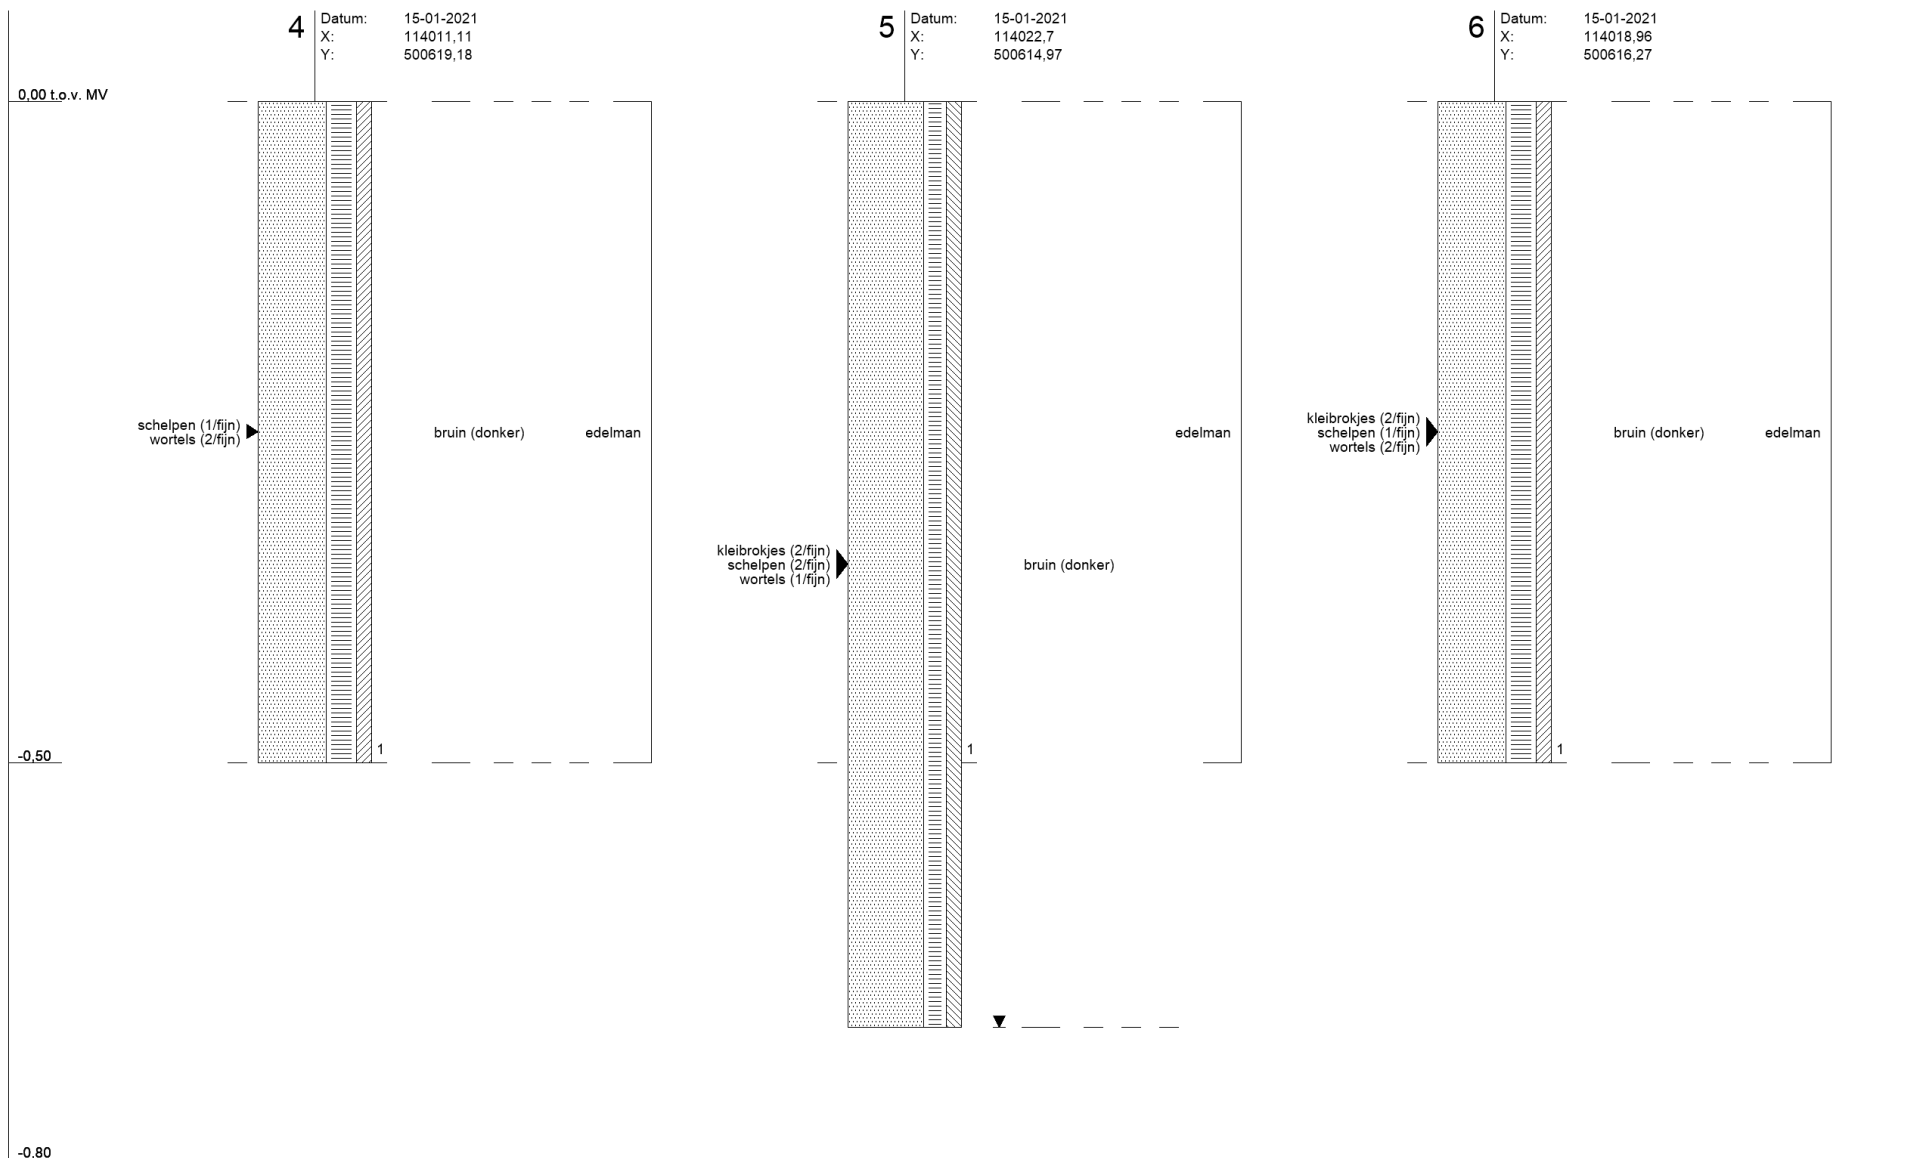 4
Datum: 15-01-2021
X: 114011,11
Y: 500619,18
5
Datum: 15-01-2021
X: 114022,7
Y: 500614,97
6
Datum: 15-01-2021
X: 114018,96
Y: 500616,27
0,00 t.o.v. MV
schelpen (1/fijn)
wortels (2/fijn)
bruin (donker)
edelman
1
kleibrokjes (2/fijn)
schelpen (2/fijn)
wortels (1/fijn)
bruin (donker)
edelman
1
kleibrokjes (2/fijn)
schelpen (1/fijn)
wortels (2/fijn)
bruin (donker)
edelman
1
-0,50
-0,80